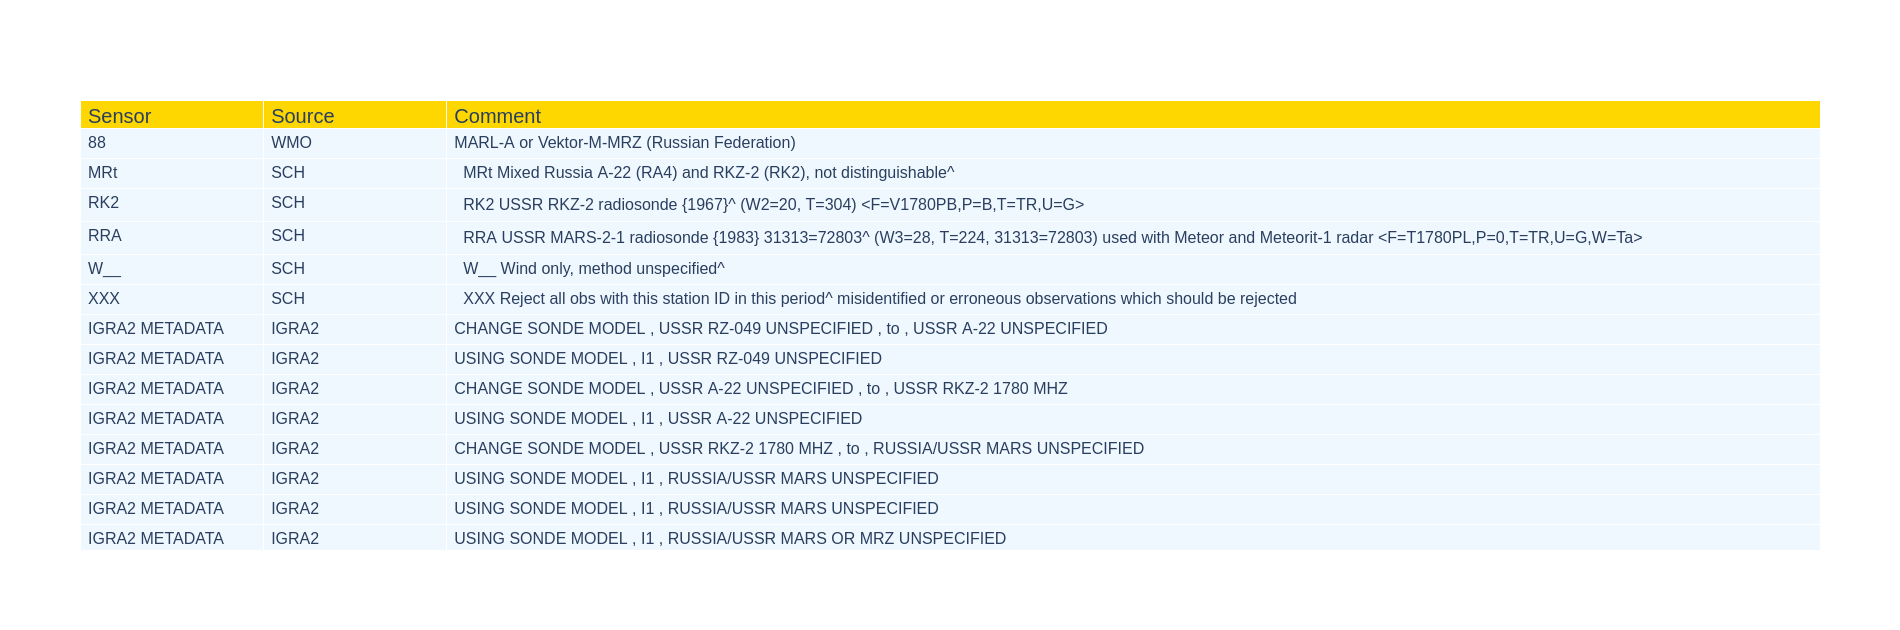 Sensor Source Comment
88 WMO MARL-A or Vektor-M-MRZ (Russian Federation)
MRt SCH MRt Mixed Russia A-22 (RA4) and RKZ-2 (RK2), not distinguishable^
RK2 SCH RK2 USSR RKZ-2 radiosonde {1967}^ (W2=20, T=304) <F=V1780PB,P=B,T=TR,U=G>
RRA SCH RRA USSR MARS-2-1 radiosonde {1983} 31313=72803^ (W3=28, T=224, 31313=72803) used with Meteor and Meteorit-1 radar <F=T1780PL,P=0,T=TR,U=G,W=Ta>
W__ SCH W__ Wind only, method unspecified^
XXX SCH XXX Reject all obs with this station ID in this period^ misidentified or erroneous observations which should be rejected
IGRA2 METADATA IGRA2 CHANGE SONDE MODEL , USSR RZ-049 UNSPECIFIED , to , USSR A-22 UNSPECIFIED
IGRA2 METADATA IGRA2 USING SONDE MODEL , I1 , USSR RZ-049 UNSPECIFIED
IGRA2 METADATA IGRA2 CHANGE SONDE MODEL , USSR A-22 UNSPECIFIED , to , USSR RKZ-2 1780 MHZ
IGRA2 METADATA IGRA2 USING SONDE MODEL , I1 , USSR A-22 UNSPECIFIED
IGRA2 METADATA IGRA2 CHANGE SONDE MODEL , USSR RKZ-2 1780 MHZ , to , RUSSIA/USSR MARS UNSPECIFIED
IGRA2 METADATA IGRA2 USING SONDE MODEL , I1 , RUSSIA/USSR MARS UNSPECIFIED
IGRA2 METADATA IGRA2 USING SONDE MODEL , I1 , RUSSIA/USSR MARS UNSPECIFIED
IGRA2 METADATA IGRA2 USING SONDE MODEL , I1 , RUSSIA/USSR MARS OR MRZ UNSPECIFIED